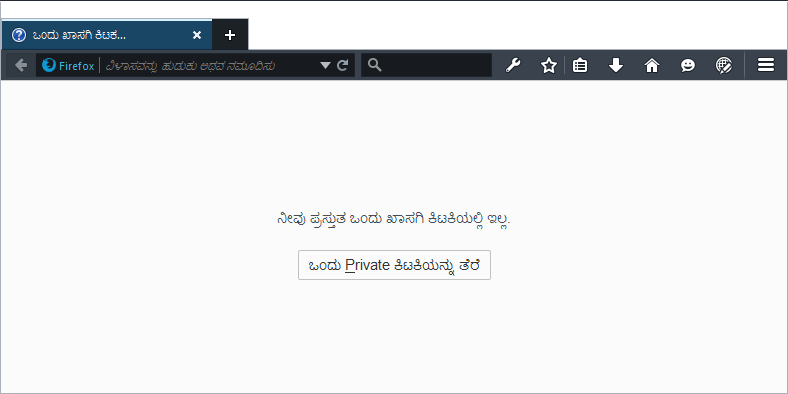 ಒಂದು ಖಾಸಗಿ ಕಿಟಕ...
Firefox ವಿಳಾಸವನ್ನು ಹುಡುಕು ಅಥವ ನಮೂದಿಸು
ನೀವು ಪ್ರಸ್ತುತ ಒಂದು ಖಾಸಗಿ ಕಿಟಕಿಯಲ್ಲಿ ಇಲ್ಲ.
ಒಂದು Private ಕಿಟಕಿಯನ್ನು ತೆರೆ